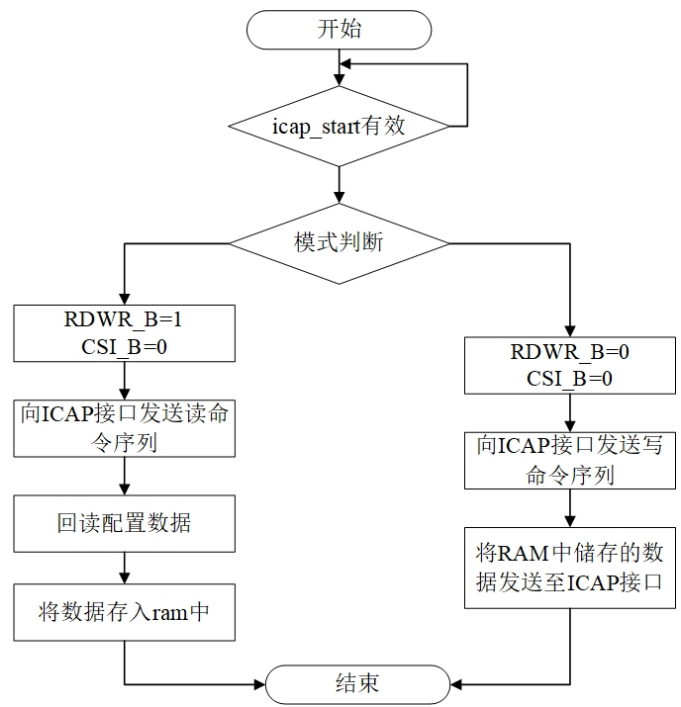 开始
icap_start有效
模式判断
RDWR_B=1
CSI_B=0
向ICAP接口发送读命
令序列
回读配置数据
将数据存入ram中
RDWR_B=0
CSI_B=0
向ICAP接口发送写
命令序列
将RAM中储存的数
据发送至ICAP接口
结束